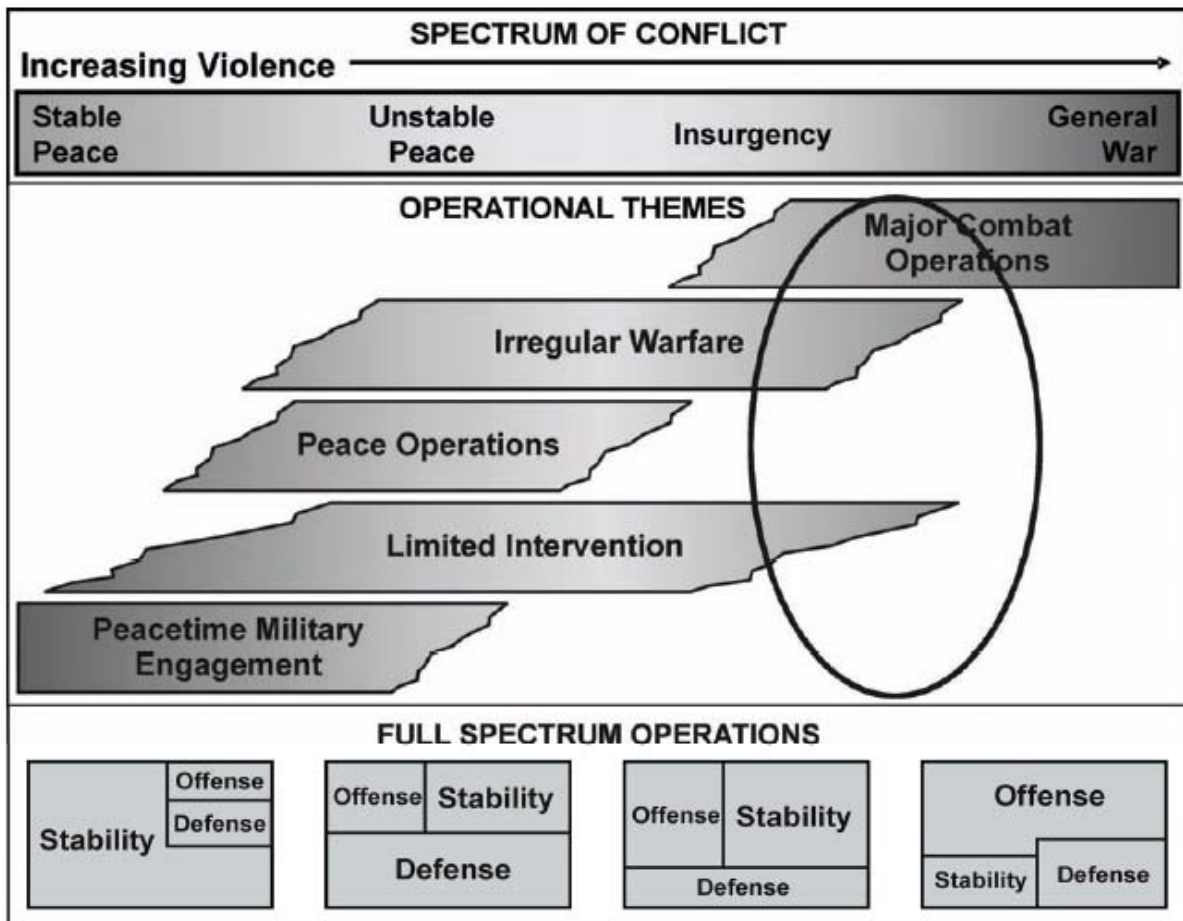 SPECTRUM OF CONFLICT
Increasing Violence
Stable
Peace
Unstable
Peace
Insurgency
General
War
OPERATIONAL THEMES
Major Combat
Operations
Irregular Warfare
Peace Operations
Limited Intervention
Peacetime Military
Engagement
FULL SPECTRUM OPERATIONS
Stability
Offense
Defense
Offense
Stability
Defense
Offense
Stability
Defense
Offense
Stability
Defense